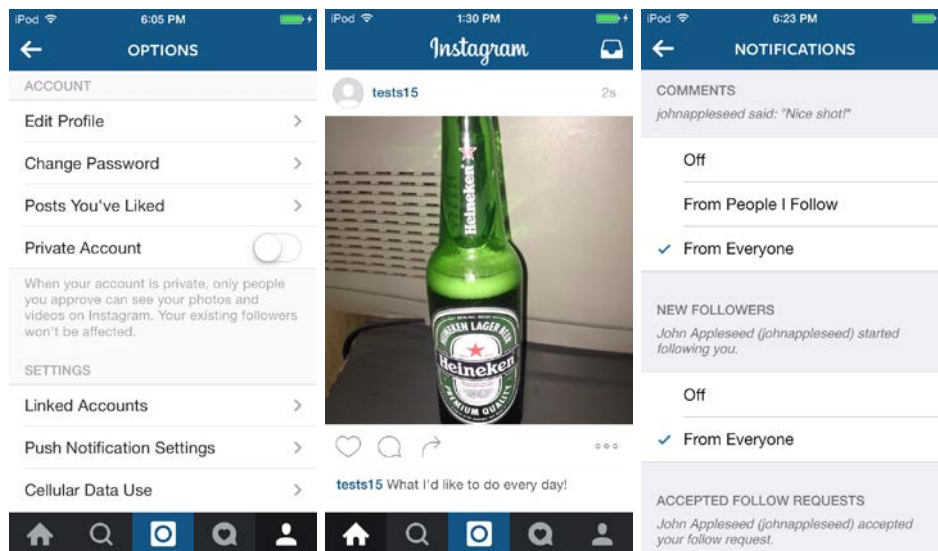 iPod 6:05 PM
OPTIONS
ACCOUNT
Edit Profile
Change Password
Posts You've Liked
Private Account
When your account is private, only people
you approve can see your photos and
videos on Instagram. Your existing followers
won't be affected.
SETTINGS
Linked Accounts
Push Notification Settings
Cellular Data Use
iPod 1:30 PM
Instagram
tests15 2s
Heineken
HEINEKEN LAGER BEER
Heineken
PREMIUM QUALITY
tests15 What I'd like to do every day!
iPod 6:23 PM
NOTIFICATIONS
COMMENTS
johnappleseed said: "Nice shot!"
Off
From People I Follow
From Everyone
NEW FOLLOWERS
John Appleseed (johnappleseed) started
following you.
Off
From Everyone
ACCEPTED FOLLOW REQUESTS
John Appleseed (johnappleseed) accepted
your follow request.